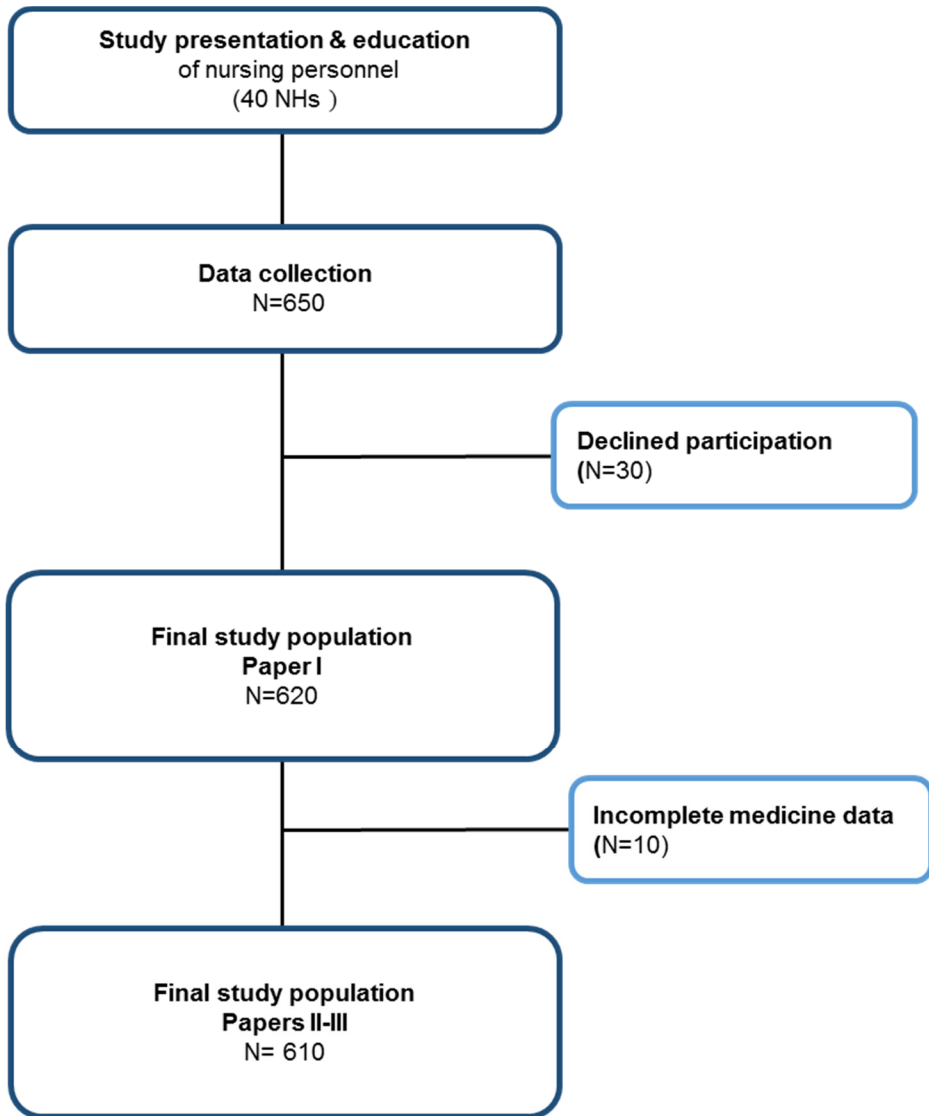 Study presentation & education
of nursing personnel
(40 NHs )
Data collection
N=650
Declined participation
(N=30)
Final study population
Paper I
N=620
Incomplete medicine data
(N=10)
Final study population
Papers II-III
N= 610